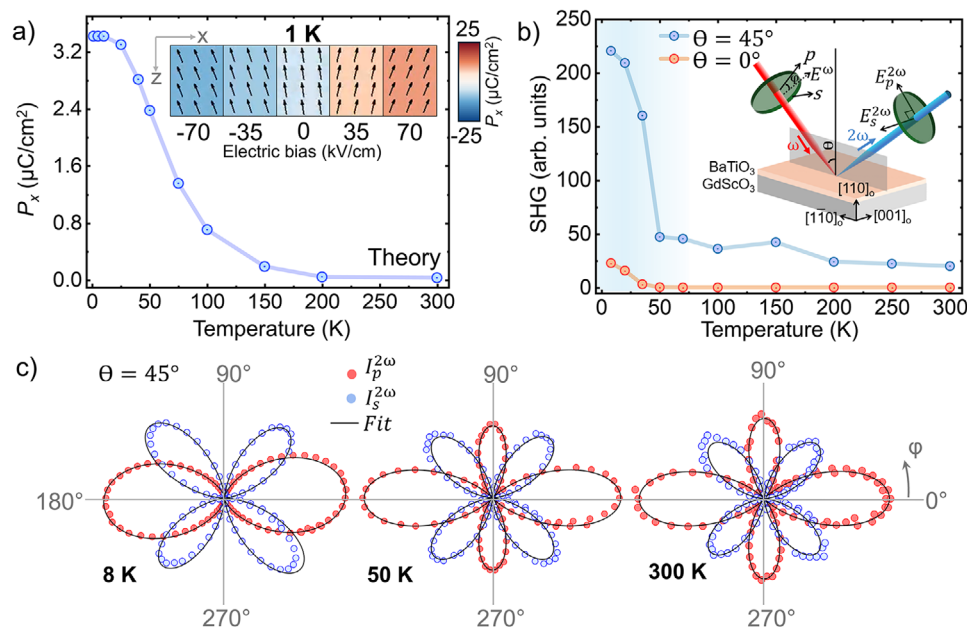 a)
3.2
2.4
1.6
0.8
0.0
Pₓ (μC/cm²)
0 50 100 150 200 250 300
Temperature (K)
Theory
X
Z
1 K
-70 -35 0 35 70
Electric bias (kV/cm)
25
-25
Pₓ (μC/cm²)
b)
250
200
150
100
50
0
SHG (arb. units)
0 50 100 150 200 250 300
Temperature (K)
ϴ = 45°
ϴ = 0°
p
φ
E^ω
s
ω
ϴ
2ω
E_p^2ω
E_s^2ω
BaTiO₃
GdScO₃
[110]ₒ
[11̅0]ₒ
[001]ₒ
c)
ϴ = 45°
I_p^2ω
I_s^2ω
Fit
90°
90°
90°
180°
φ
0°
8 K
50 K
300 K
270°
270°
270°